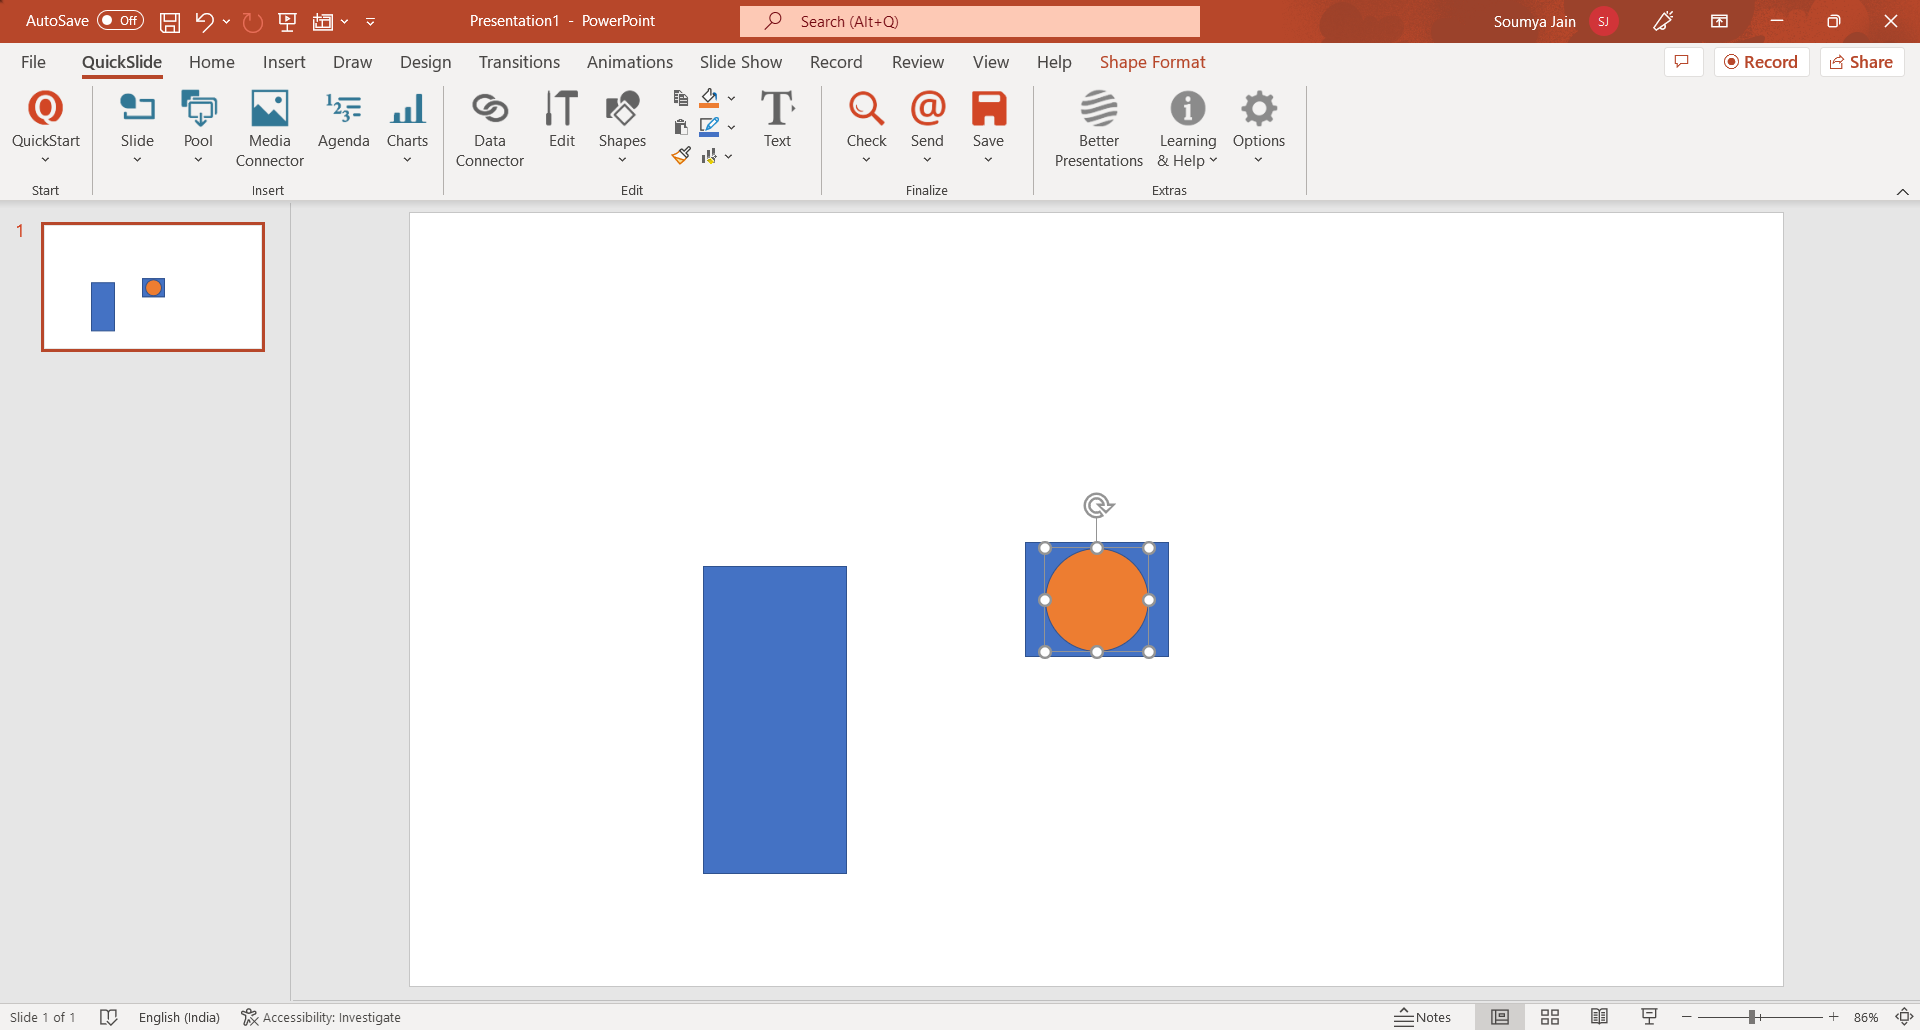 AutoSave Off Presentation1 - PowerPoint Search (Alt+Q) Soumya Jain SJ
File QuickSlide Home Insert Draw Design Transitions Animations Slide Show Record Review View Help Shape Format Record Share
QuickStart Slide Pool Media Connector Agenda Charts Data Connector Edit Shapes Text Check Send Save Better Presentations Learning & Help Options
Start Insert Edit Finalize Extras
1
Slide 1 of 1 English (India) Accessibility: Investigate Notes 86%